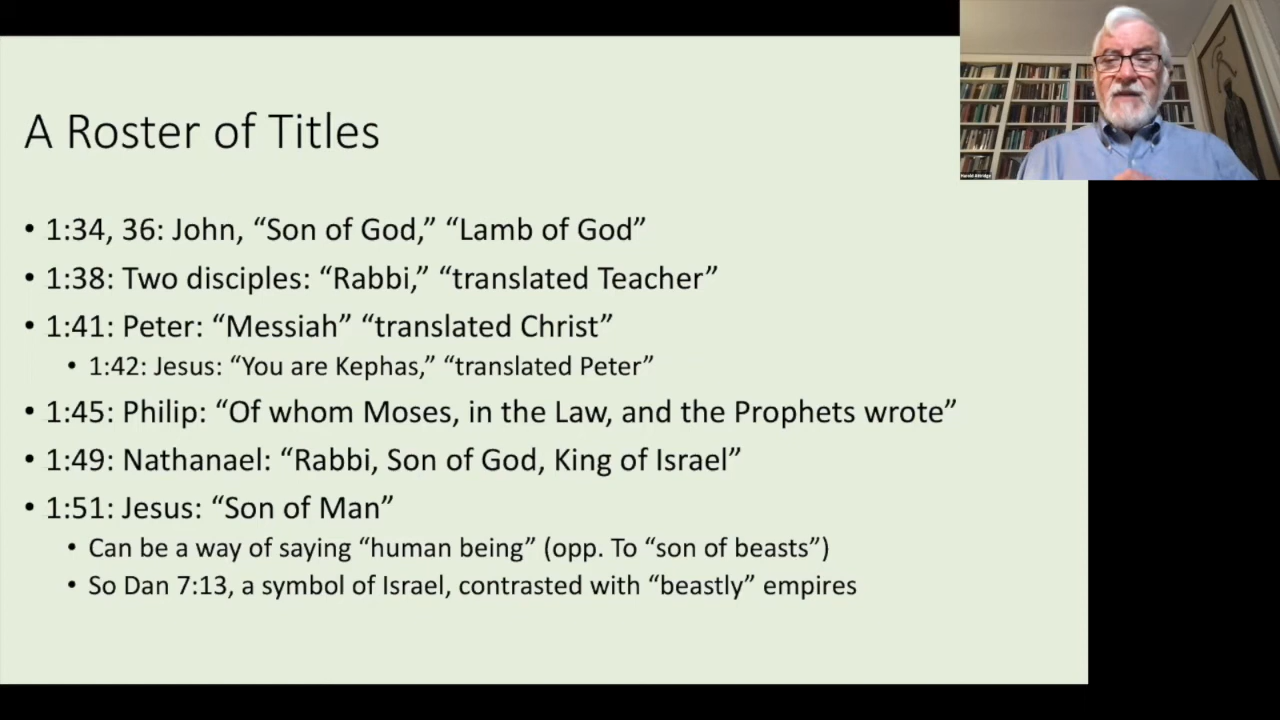 A Roster of Titles
• 1:34, 36: John, “Son of God,” “Lamb of God”
• 1:38: Two disciples: “Rabbi,” “translated Teacher”
• 1:41: Peter: “Messiah” “translated Christ”
• 1:42: Jesus: “You are Kephas,” “translated Peter”
• 1:45: Philip: “Of whom Moses, in the Law, and the Prophets wrote”
• 1:49: Nathanael: “Rabbi, Son of God, King of Israel”
• 1:51: Jesus: “Son of Man”
• Can be a way of saying “human being” (opp. To “son of beasts”)
• So Dan 7:13, a symbol of Israel, contrasted with “beastly” empires